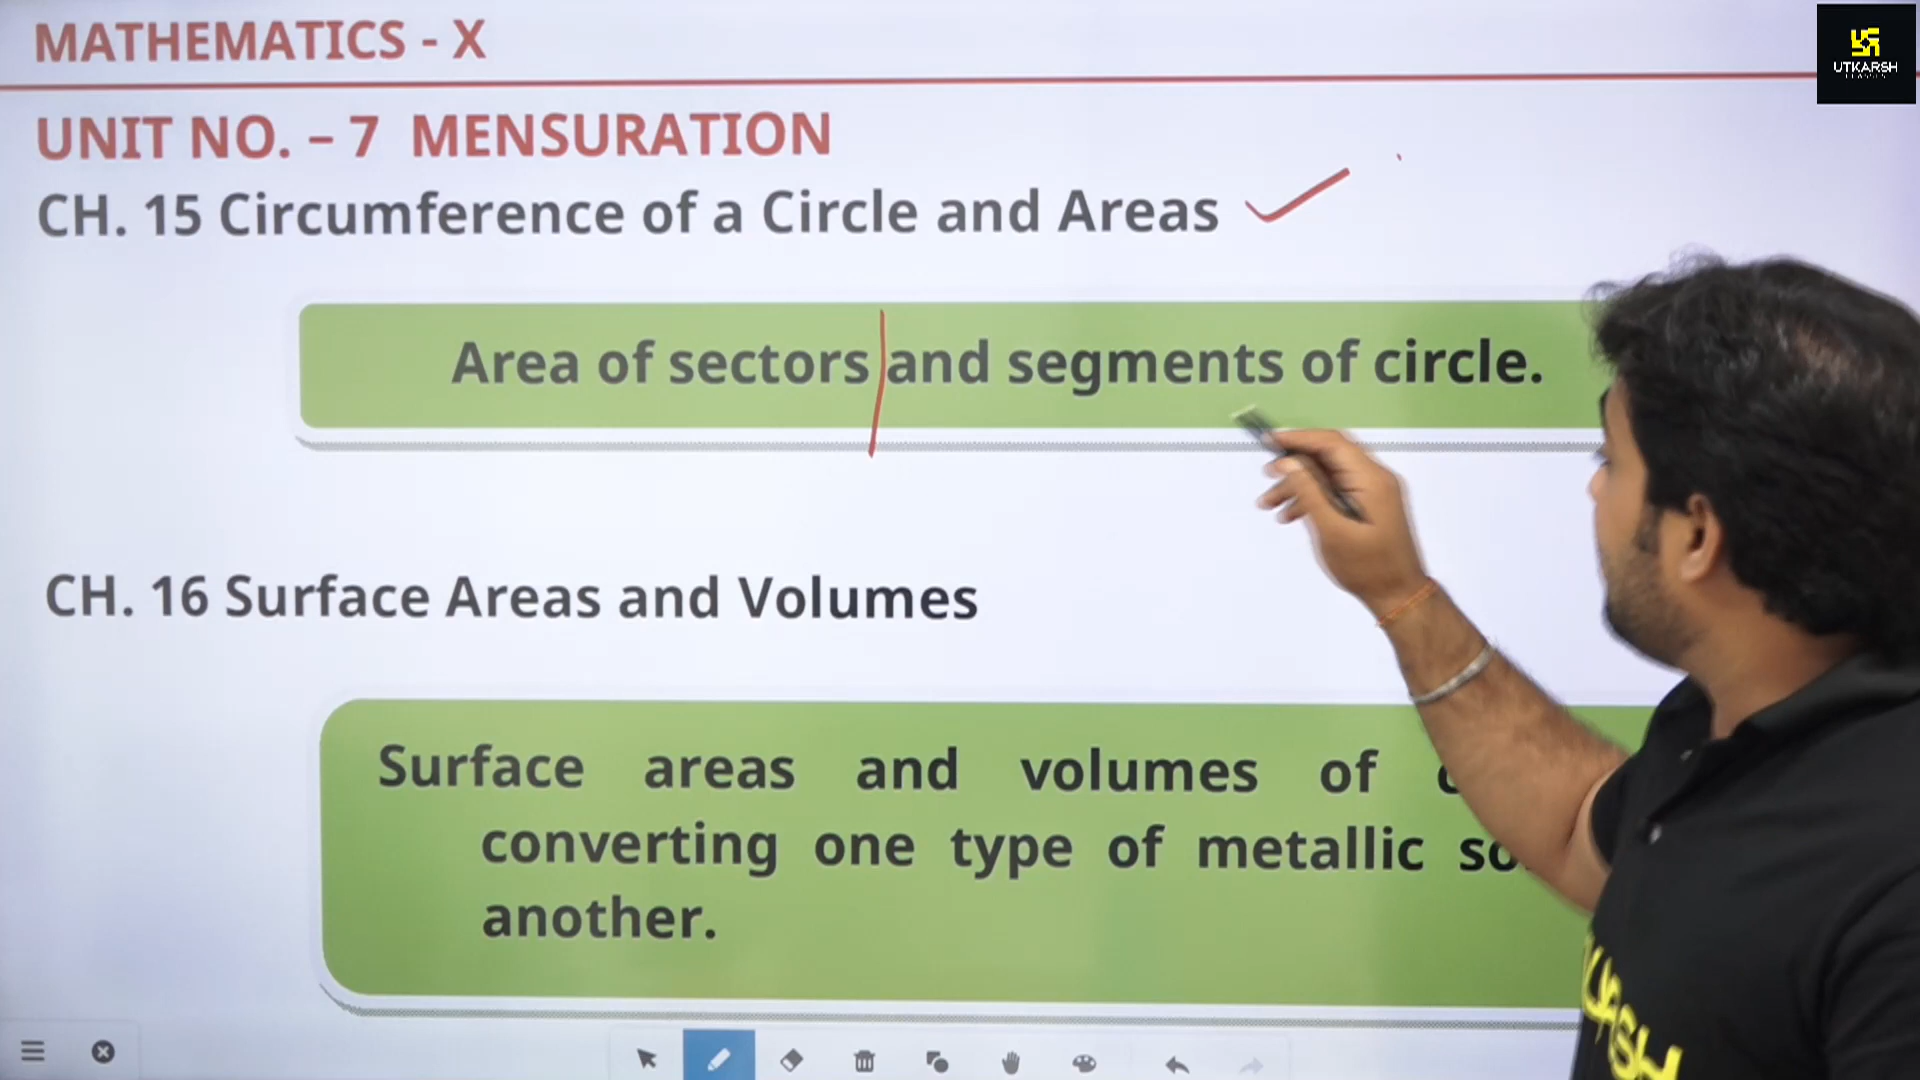 MATHEMATICS - X
UTKARSH
CLASSES
UNIT NO. – 7 MENSURATION
CH. 15 Circumference of a Circle and Areas
Area of sectors and segments of circle.
CH. 16 Surface Areas and Volumes
Surface areas and volumes of
converting one type of metallic
another.